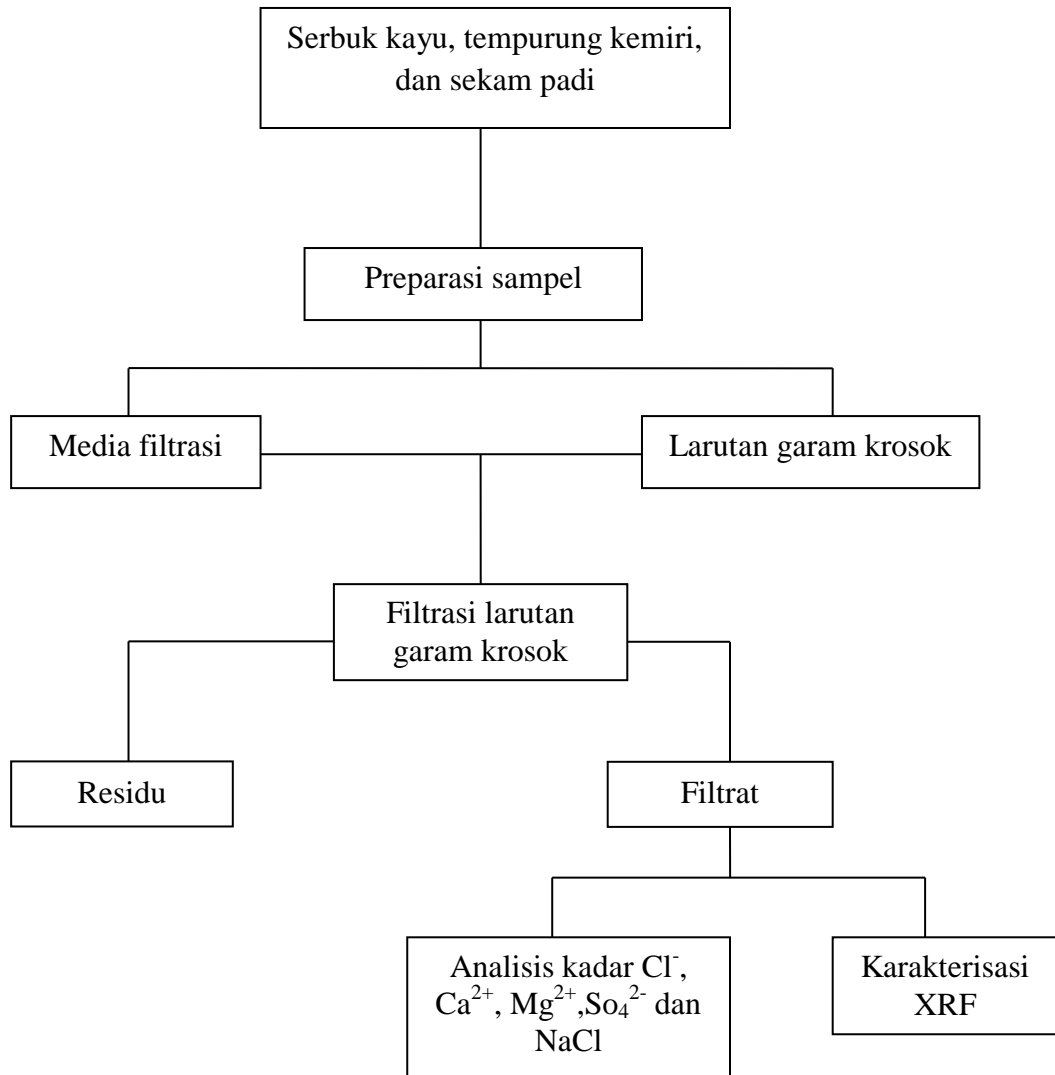 Serbuk kayu, tempurung kemiri,
dan sekam padi
Preparasi sampel
Media filtrasi
Larutan garam krosok
Filtrasi larutan
garam krosok
Residu
Filtrat
Analisis kadar Cl⁻,
Ca²⁺, Mg²⁺,So₄²⁻ dan
NaCl
Karakterisasi
XRF